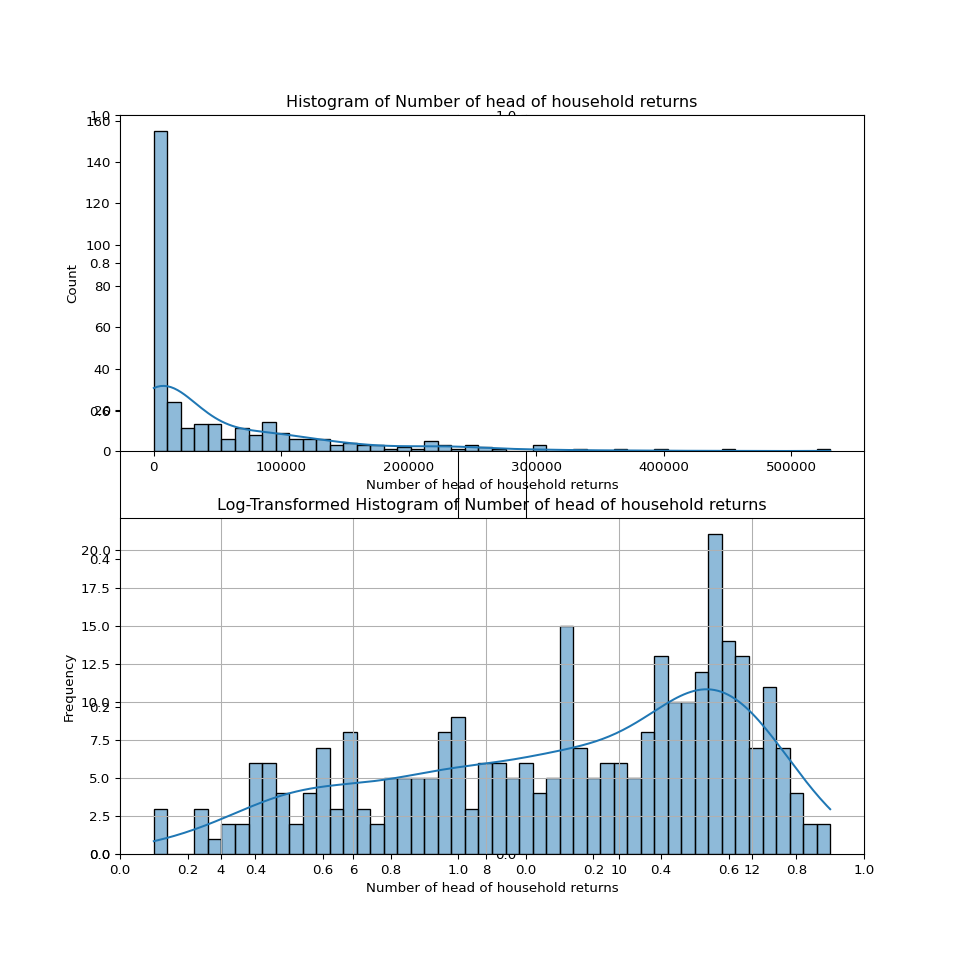 Histogram of Number of head of household returns
1.0 1.0
160
140
120
100
0.8
80
60
40
20
0.6
0
Count
0 100000 200000 300000 400000 500000
Number of head of household returns
Log-Transformed Histogram of Number of head of household returns
20.0
0.4
17.5
15.0
12.5
10.0
0.2
7.5
5.0
2.5
0.0 0.0
Frequency
0.0 0.2 4 0.4 0.6 6 0.8 1.0 8 0.0 0.2 10 0.4 0.6 12 0.8 1.0
Number of head of household returns